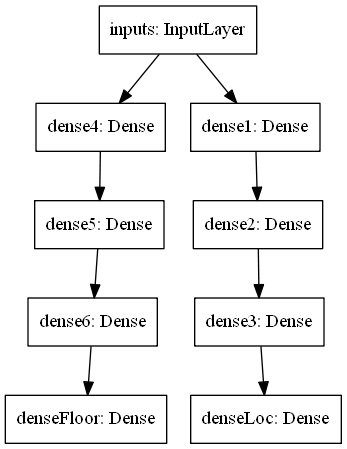 inputs: InputLayer
dense4: Dense
dense1: Dense
dense5: Dense
dense2: Dense
dense6: Dense
dense3: Dense
denseFloor: Dense
denseLoc: Dense